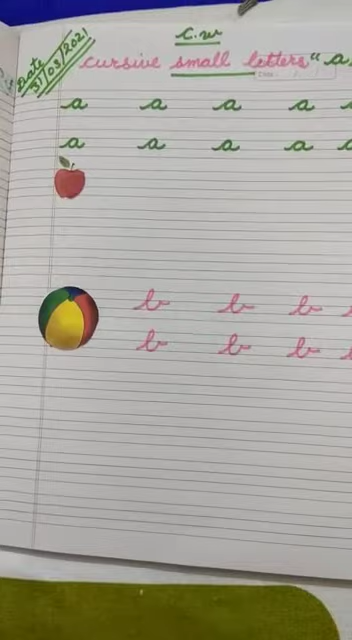 c.w
Date
31/03/2021
cursive small letters "a
a a a a
a a a a
b b b
b b b